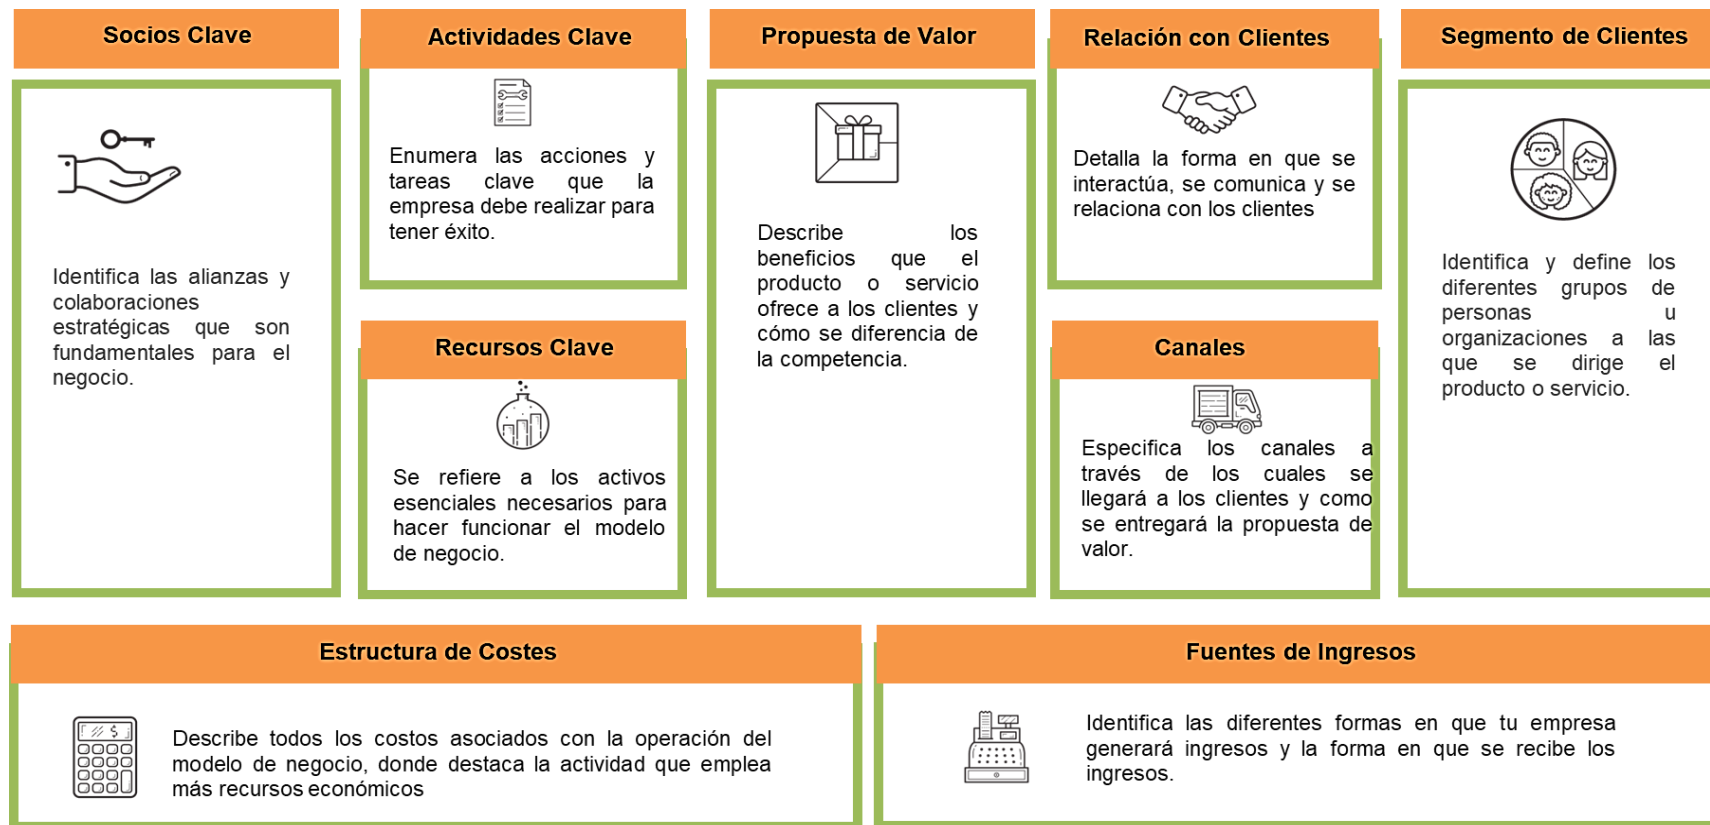 Socios Clave
Identifica las alianzas y
colaboraciones
estratégicas que son
fundamentales para el
negocio.
Actividades Clave
Enumera las acciones y
tareas clave que la
empresa debe realizar para
tener éxito.
Recursos Clave
Se refiere a los activos
esenciales necesarios para
hacer funcionar el modelo
de negocio.
Propuesta de Valor
Describe los
beneficios que el
producto o servicio
ofrece a los clientes y
cómo se diferencia de
la competencia.
Relación con Clientes
Detalla la forma en que se
interactúa, se comunica y se
relaciona con los clientes
Canales
Especifica los canales a
través de los cuales se
llegará a los clientes y como
se entregará la propuesta de
valor.
Segmento de Clientes
Identifica y define los
diferentes grupos de
personas u
organizaciones a las
que se dirige el
producto o servicio.
Estructura de Costes
$
Describe todos los costos asociados con la operación del
modelo de negocio, donde destaca la actividad que emplea
más recursos económicos
Fuentes de Ingresos
Identifica las diferentes formas en que tu empresa
generará ingresos y la forma en que se recibe los
ingresos.